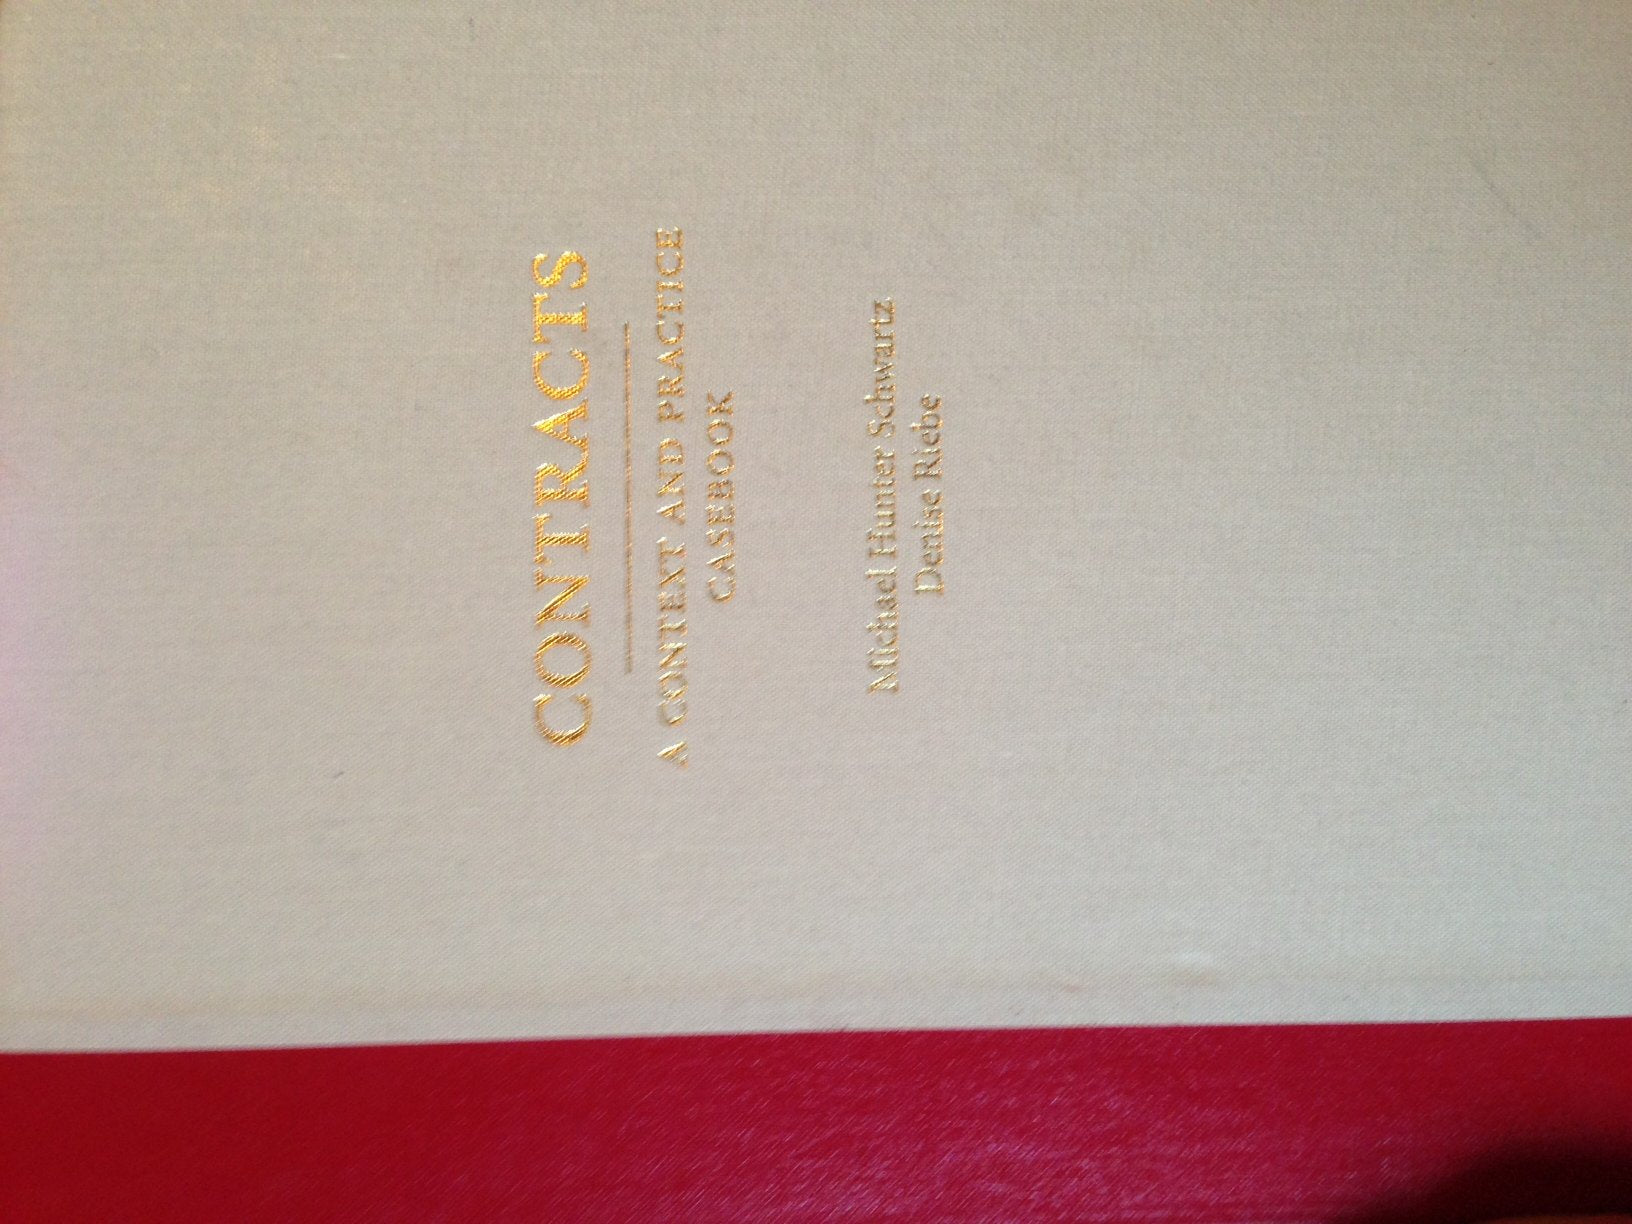 CONTRACTS
A CONTEXT AND PRACTICE
CASEBOOK
Michael Hunter Schwartz
Denise Riebe